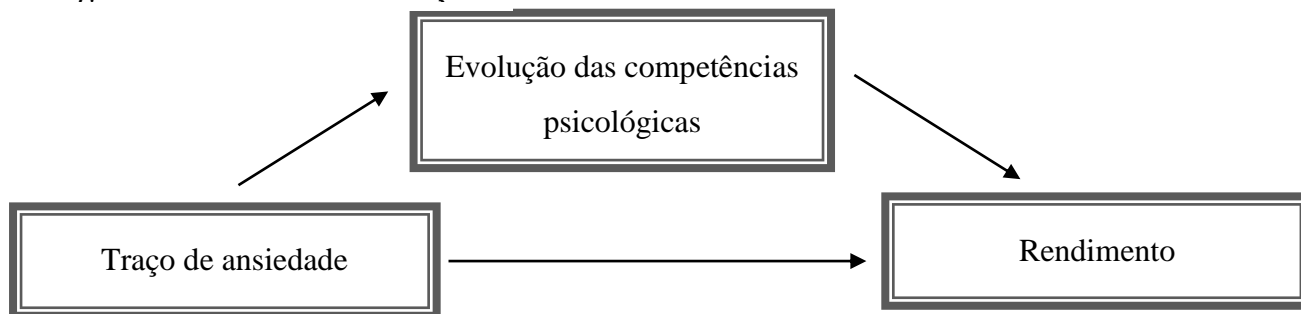 Evolução das competências
psicológicas
Traço de ansiedade
Rendimento